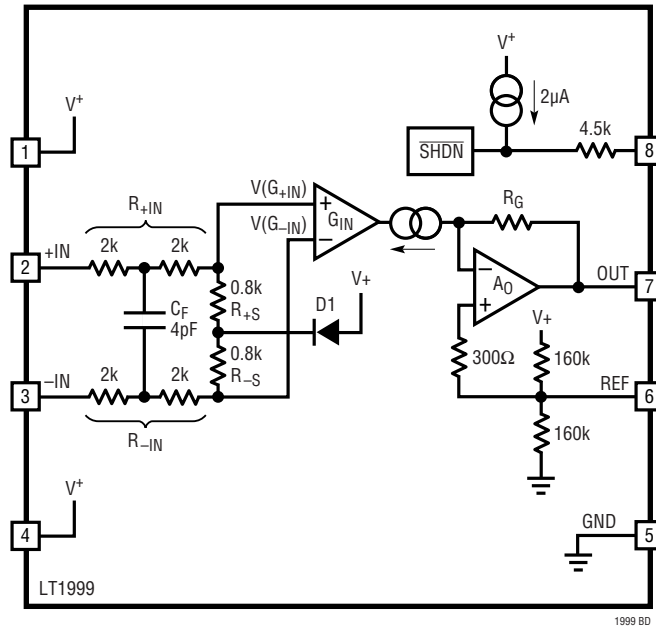 V+
2µA
V+
4.5k
SHDN
1
8
R+IN
V(G+IN)
V(G–IN)
+
–
GIN
RG
2k
2k
2
+IN
0.8k
R+S
CF
4pF
D1
V+
–
+
AO
OUT
7
0.8k
R–S
300Ω
V+
160k
REF
6
3
–IN
2k
2k
R–IN
160k
V+
4
GND
5
LT1999
1999 BD